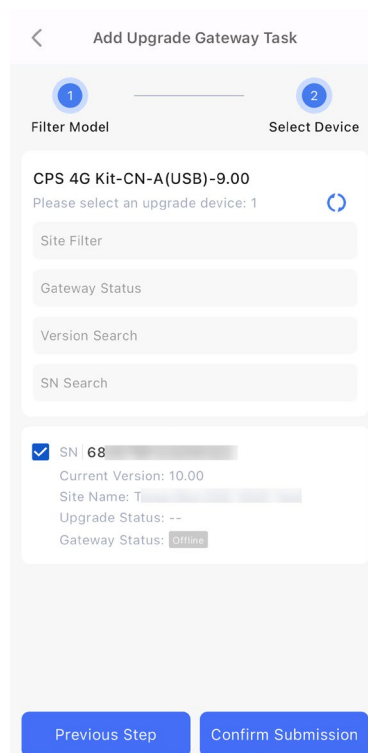 Add Upgrade Gateway Task
1
2
Filter Model
Select Device
CPS 4G Kit-CN-A(USB)-9.00
Please select an upgrade device: 1
Site Filter
Gateway Status
Version Search
SN Search
SN 68
Current Version: 10.00
Site Name: T
Upgrade Status: --
Gateway Status: Offline
Previous Step
Confirm Submission